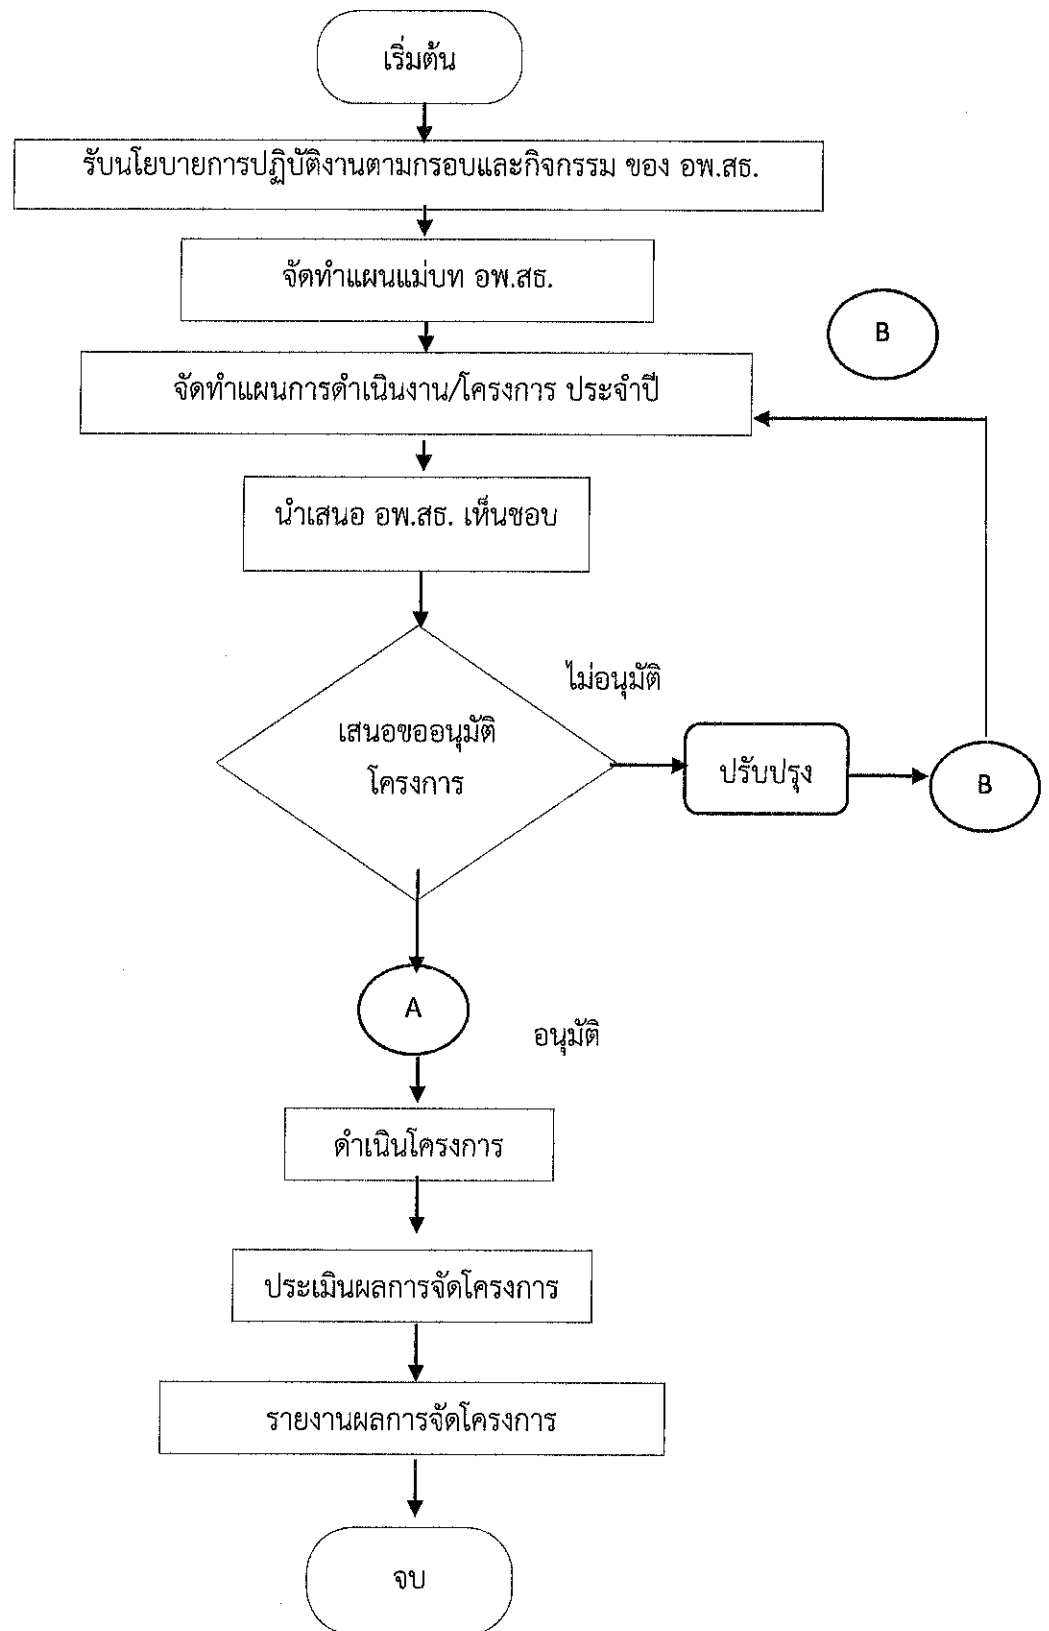 เริ่มต้น
รับนโยบายการปฏิบัติงานตามกรอบและกิจกรรม ของ อพ.สธ.
จัดทำแผนแม่บท อพ.สธ.
B
จัดทำแผนการดำเนินงาน/โครงการ ประจำปี
นำเสนอ อพ.สธ. เห็นชอบ
ไม่อนุมัติ
เสนอขออนุมัติ
โครงการ
ปรับปรุง
B
A
อนุมัติ
ดำเนินโครงการ
ประเมินผลการจัดโครงการ
รายงานผลการจัดโครงการ
จบ